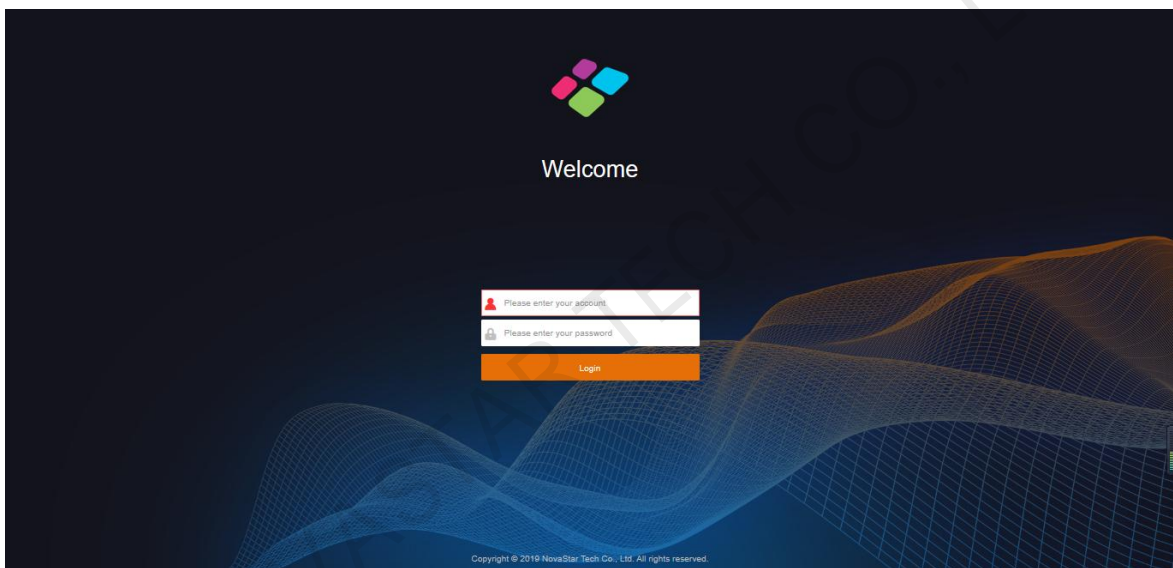 Welcome
Please enter your account
Please enter your password
Login
Copyright © 2019 NovaStar Tech Co., Ltd. All rights reserved.